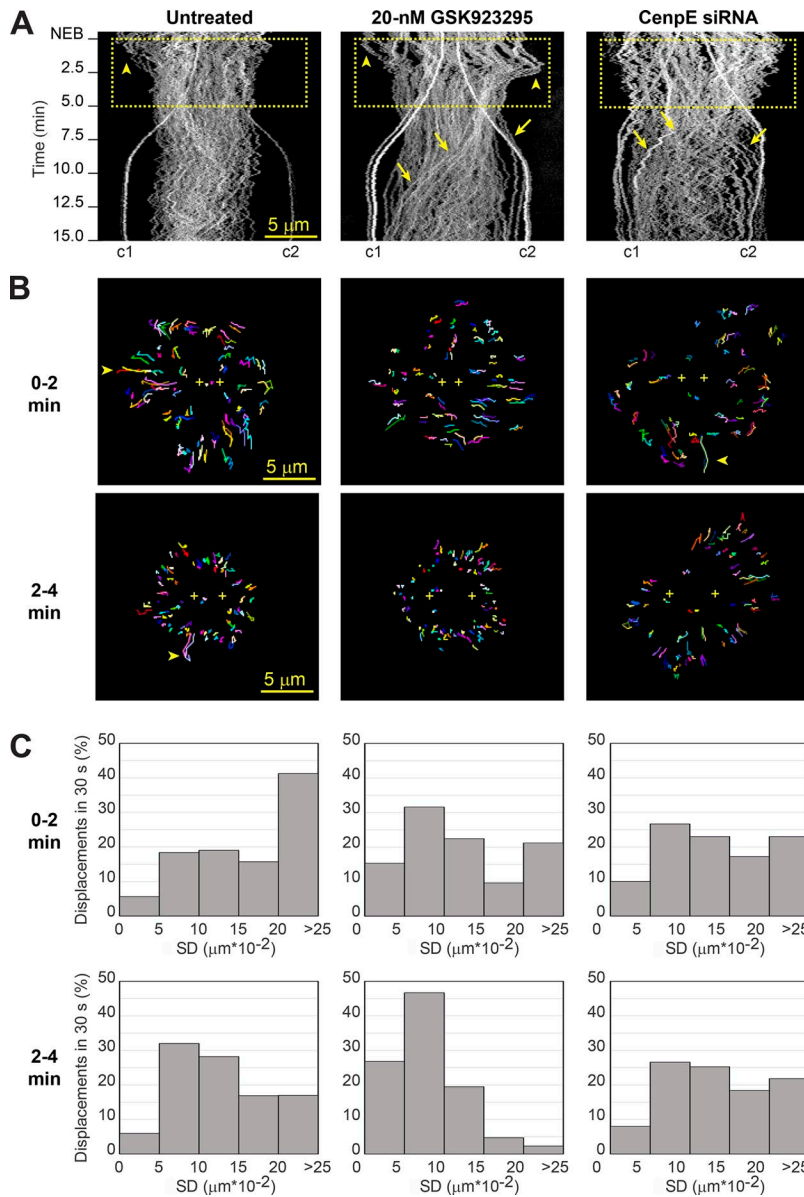 A
Untreated
20-nM GSK923295
CenpE siRNA
NEB
2.5
5.0
7.5
10.0
12.5
15.0
Time (min)
5 μm
c1 c2
c1 c2
c1 c2
B
0-2
min
5 μm
2-4
min
5 μm
C
0-2
min
Displacements in 30 s (%)
50
40
30
20
10
0
0 5 10 15 20 >25
SD (μm*10-2)
50
40
30
20
10
0
5 10 15 20 >25
SD (μm*10-2)
50
40
30
20
10
0
5 10 15 20 >25
SD (μm*10-2)
2-4
min
Displacements in 30 s (%)
50
40
30
20
10
0
0 5 10 15 20 >25
SD (μm*10-2)
50
40
30
20
10
0
5 10 15 20 >25
SD (μm*10-2)
50
40
30
20
10
0
5 10 15 20 >25
SD (μm*10-2)